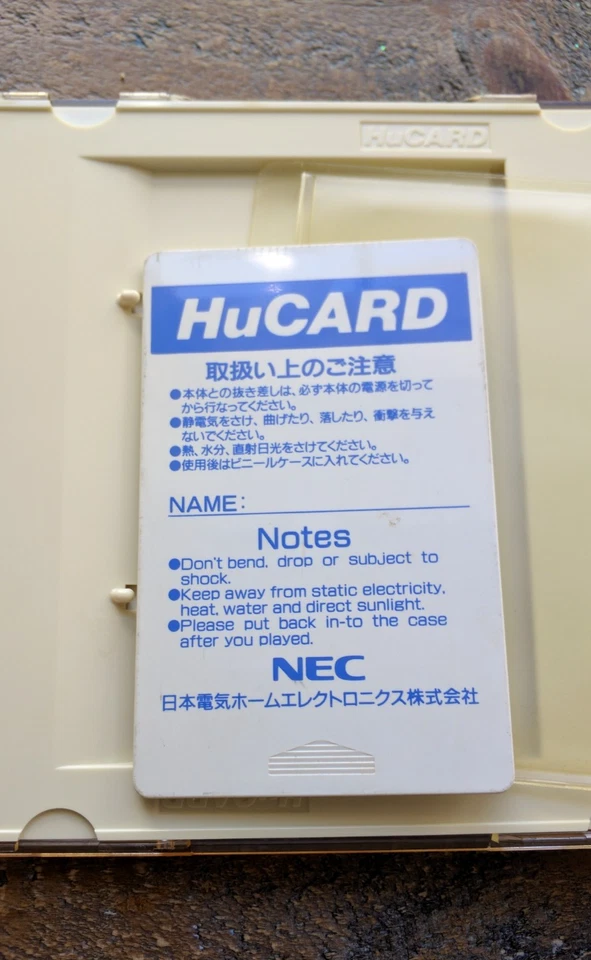 HuCARD
HuCARD
取扱い上のご注意
●本体との抜き差しは、必ず本体の電源を切って
から行なってください。
●静電気をさけ、曲げたり、落したり、衝撃を与え
ないでください。
●熱、水分、直射日光をさけてください。
●使用後はビニールケースに入れてください。
NAME:
Notes
●Don't bend, drop or subject to
shock.
●Keep away from static electricity,
heat, water and direct sunlight.
●Please put back in-to the case
after you played.
NEC
日本電気ホームエレクトロニクス株式会社